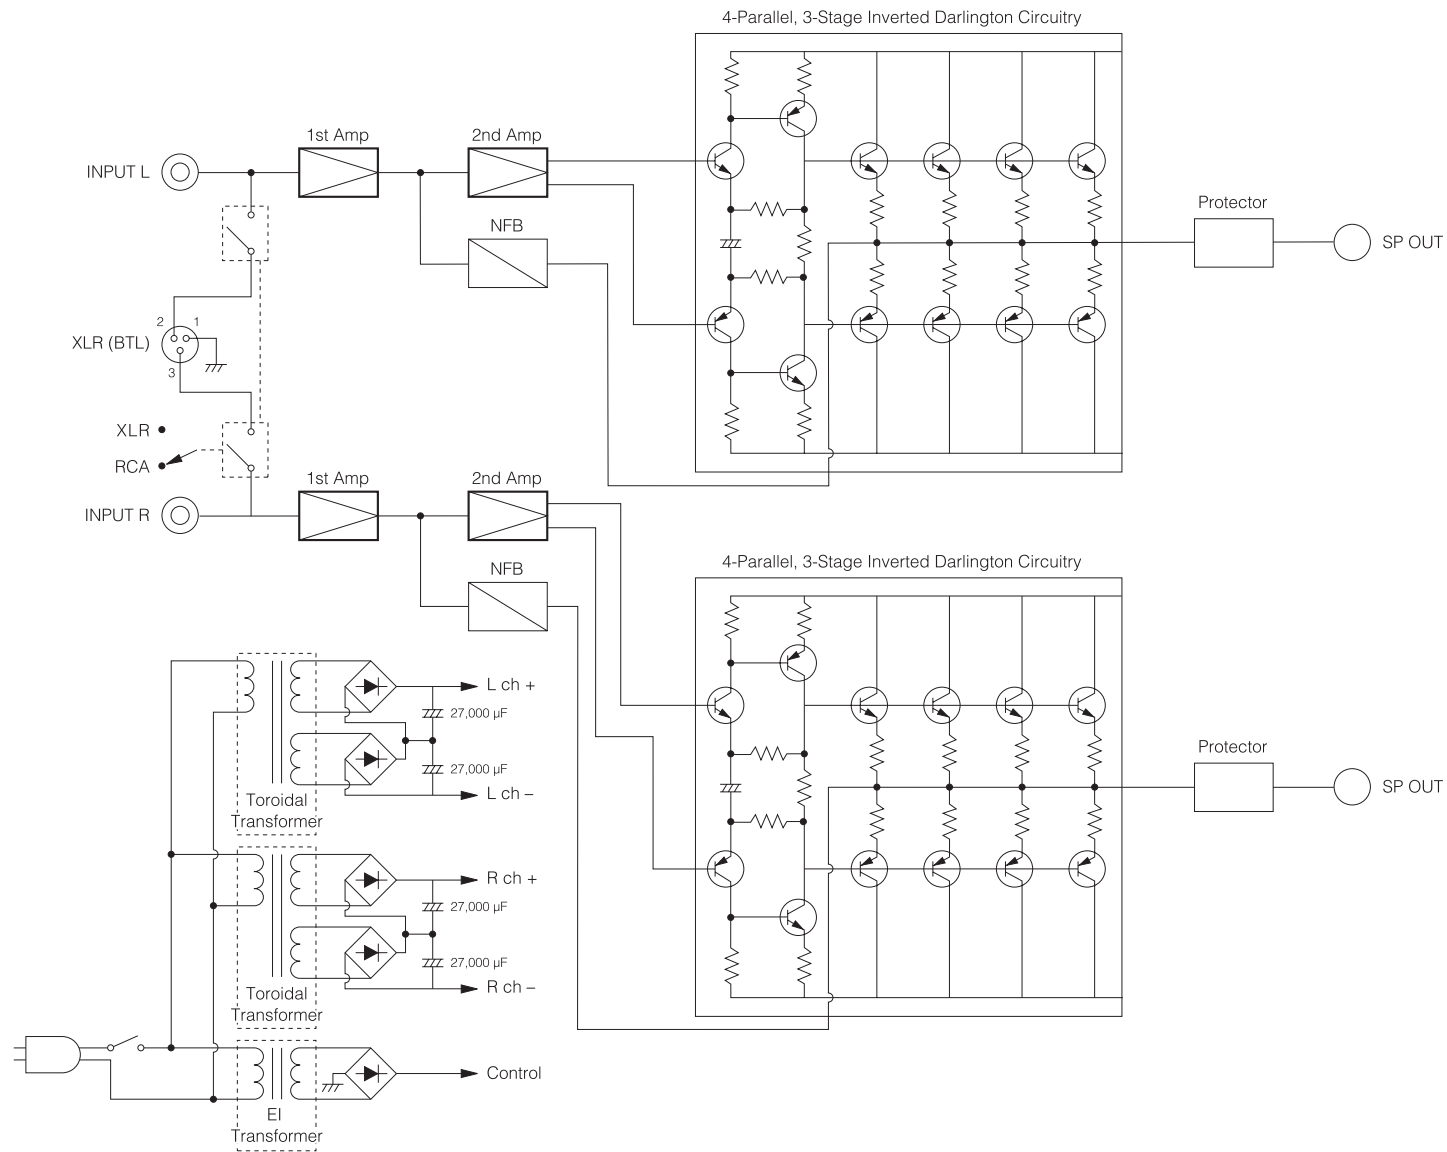 4-Parallel, 3-Stage Inverted Darlington Circuitry
1st Amp
2nd Amp
INPUT L
Protector
NFB
SP OUT
2
1
XLR (BTL)
3
XLR
RCA
1st Amp
2nd Amp
INPUT R
4-Parallel, 3-Stage Inverted Darlington Circuitry
NFB
L ch +
27,000 µF
Protector
27,000 µF
SP OUT
L ch –
Toroidal
Transformer
R ch +
27,000 µF
27,000 µF
R ch –
Toroidal
Transformer
Control
EI
Transformer